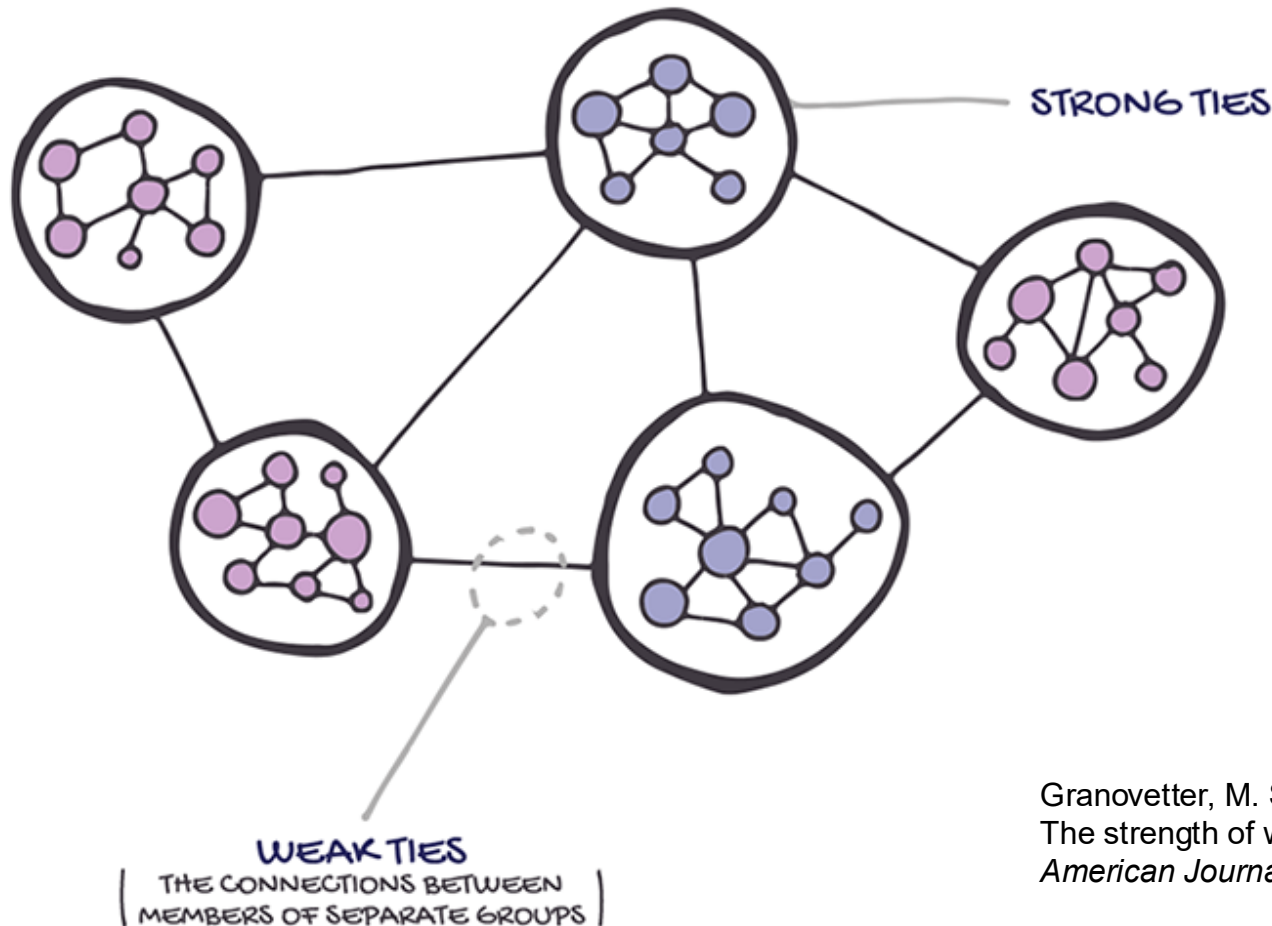 STRONG TIES
WEAK TIES
THE CONNECTIONS BETWEEN
MEMBERS OF SEPARATE GROUPS
Granovetter, M. S
The strength of w
American Journa